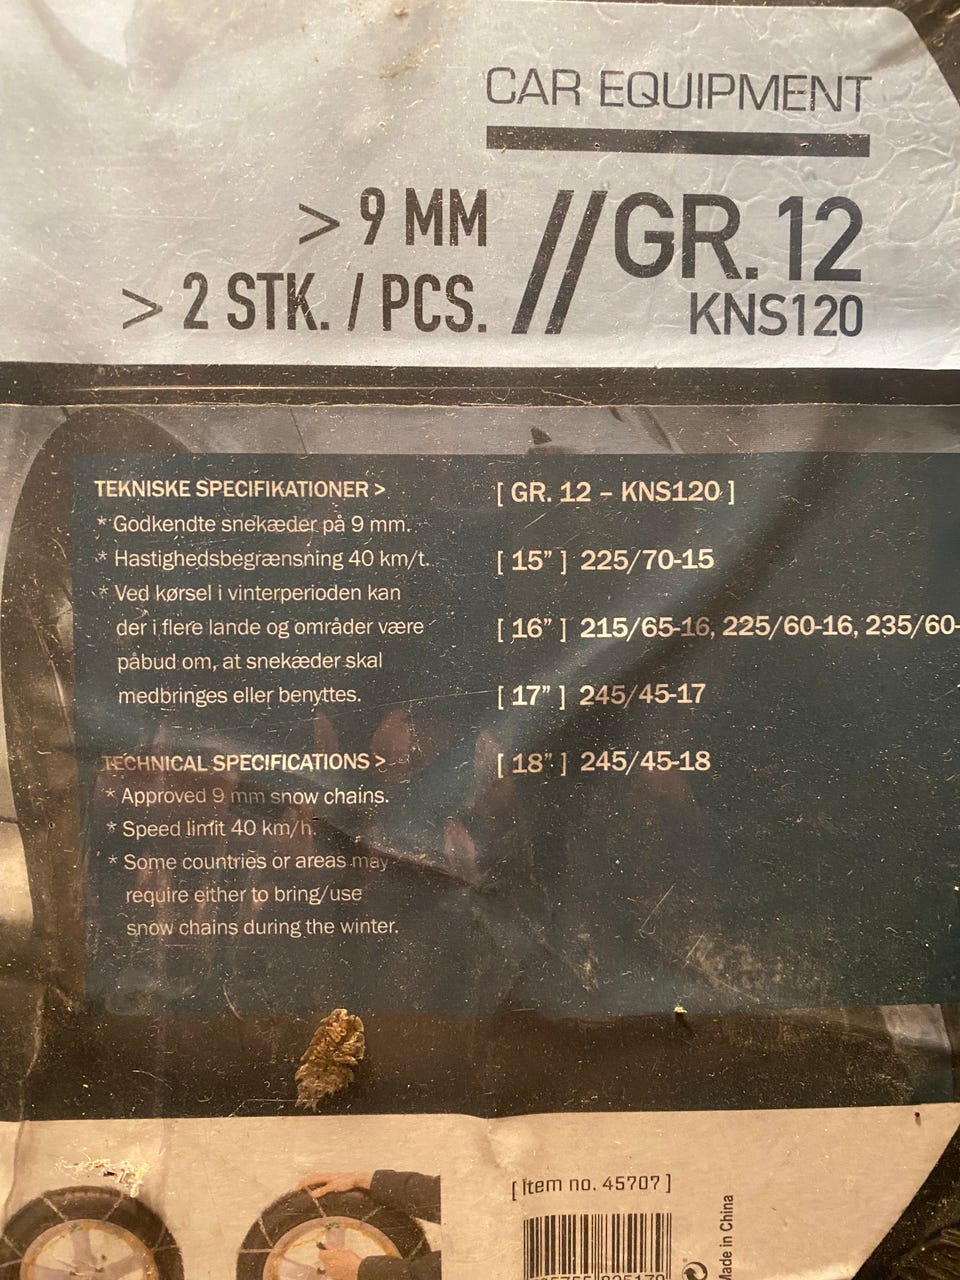 CAR EQUIPMENT
> 9 MM
> 2 STK. / PCS.
//GR. 12
KNS120
TEKNISKE SPECIFIKATIONER >
* Godkendte snekæder på 9 mm.
* Hastighedsbegrænsning 40 km/t.
* Ved kørsel i vinterperioden kan
der i flere lande og områder være
påbud om, at snekæder skal
medbringes eller benyttes.
TECHNICAL SPECIFICATIONS >
* Approved 9 mm snow chains.
* Speed limit 40 km/h.
* Some countries or areas may
require either to bring/use
snow chains during the winter.
[ GR. 12 – KNS120 ]
[ 15” ] 225/70-15
[ 16” ] 215/65-16, 225/60-16, 235/60-
[ 17” ] 245/45-17
[ 18” ] 245/45-18
[ Item no. 45707 ]
Made in China